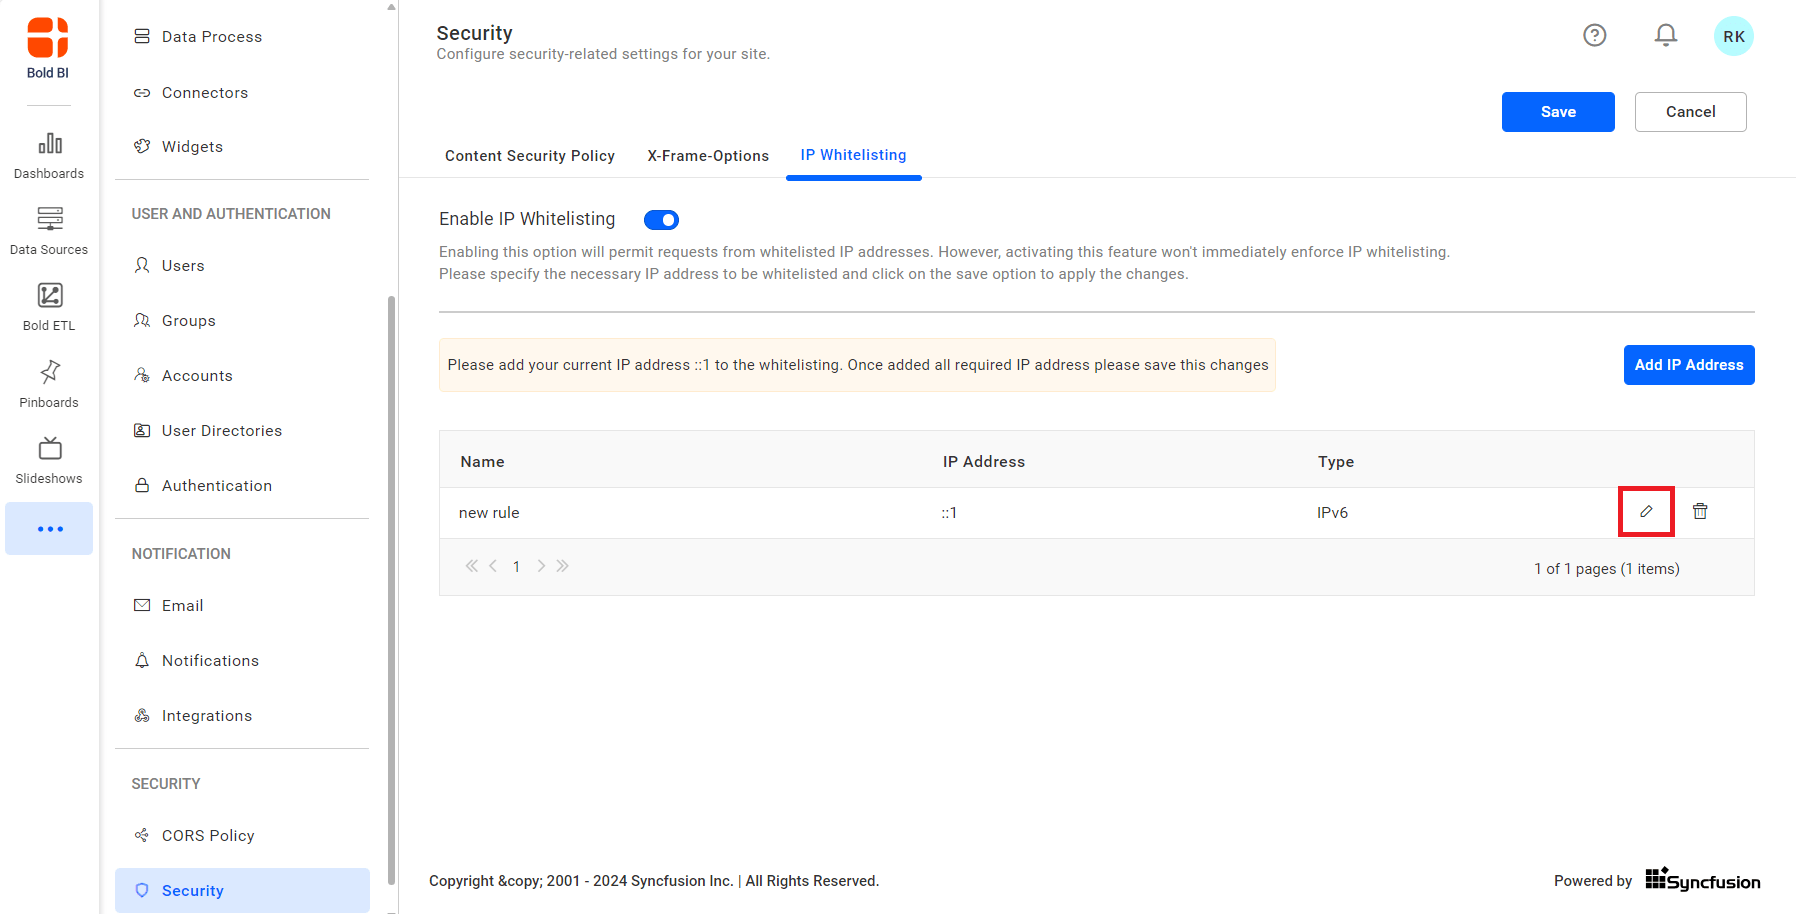 Bold BI
Dashboards
Data Sources
Bold ETL
Pinboards
Slideshows
Data Process
Connectors
Widgets
USER AND AUTHENTICATION
Users
Groups
Accounts
User Directories
Authentication
NOTIFICATION
Email
Notifications
Integrations
SECURITY
CORS Policy
Security
Security
Configure security-related settings for your site.
RK
Save
Cancel
Content Security Policy
X-Frame-Options
IP Whitelisting
Enable IP Whitelisting
Enabling this option will permit requests from whitelisted IP addresses. However, activating this feature won't immediately enforce IP whitelisting.
Please specify the necessary IP address to be whitelisted and click on the save option to apply the changes.
Please add your current IP address ::1 to the whitelisting. Once added all required IP address please save this changes
Add IP Address
Name IP Address Type
new rule ::1 IPv6
1
1 of 1 pages (1 items)
Copyright &copy; 2001 - 2024 Syncfusion Inc. | All Rights Reserved.
Powered by Syncfusion